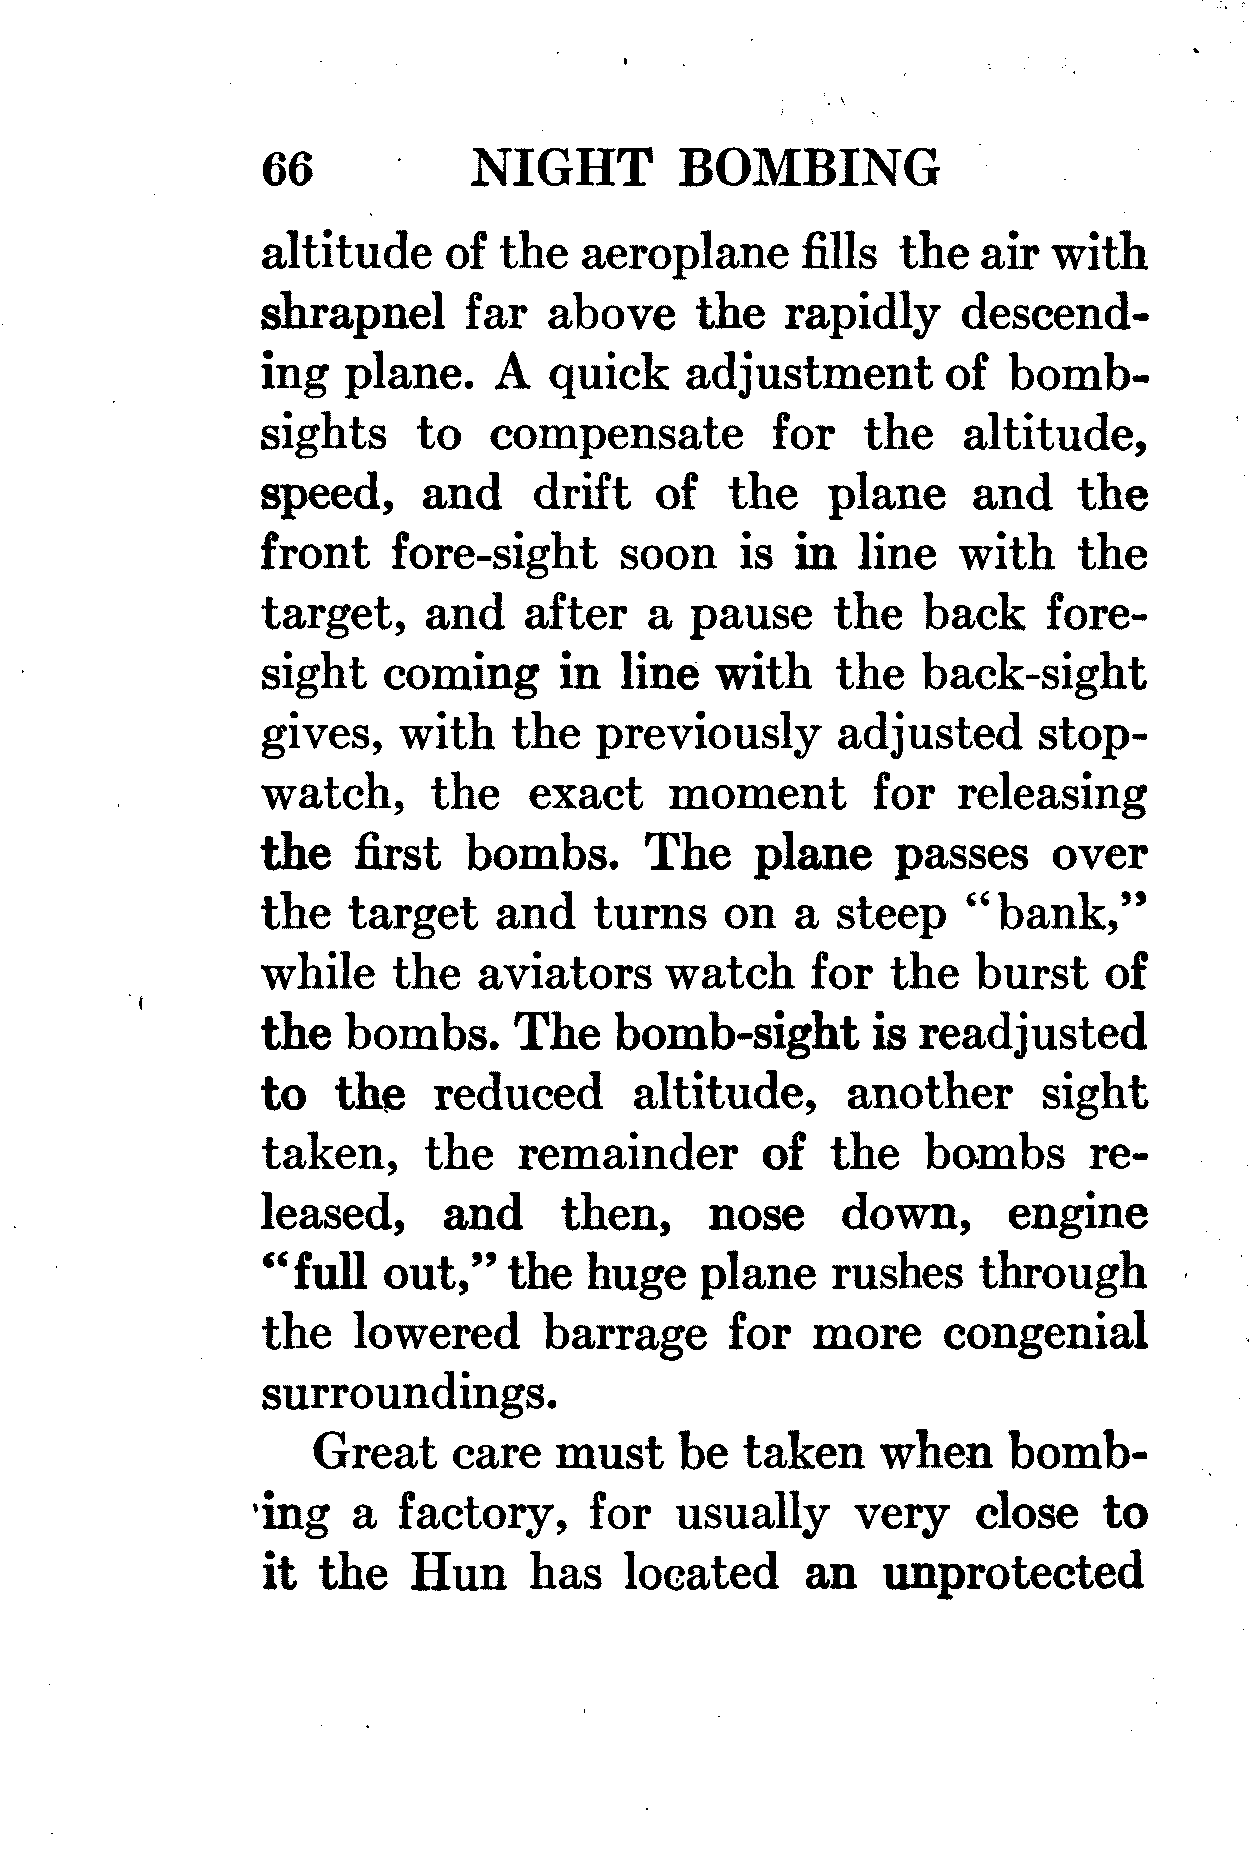 66 NIGHT BOMBING
altitude of the aeroplane fills the air with
shrapnel far above the rapidly descend-
ing plane. A quick adjustment of bomb-
sights to compensate for the altitude,
speed, and drift of the plane and the
front fore-sight soon is in line with the
target, and after a pause the back fore-
sight coming in line with the back-sight
gives, with the previously adjusted stop-
watch, the exact moment for releasing
the first bombs. The plane passes over
the target and turns on a steep “bank,”
while the aviators watch for the burst of
the bombs. The bomb-sight is readjusted
to the reduced altitude, another sight
taken, the remainder of the bombs re-
leased, and then, nose down, engine
“full out,” the huge plane rushes through
the lowered barrage for more congenial
surroundings.
Great care must be taken when bomb-
ing a factory, for usually very close to
it the Hun has located an unprotected